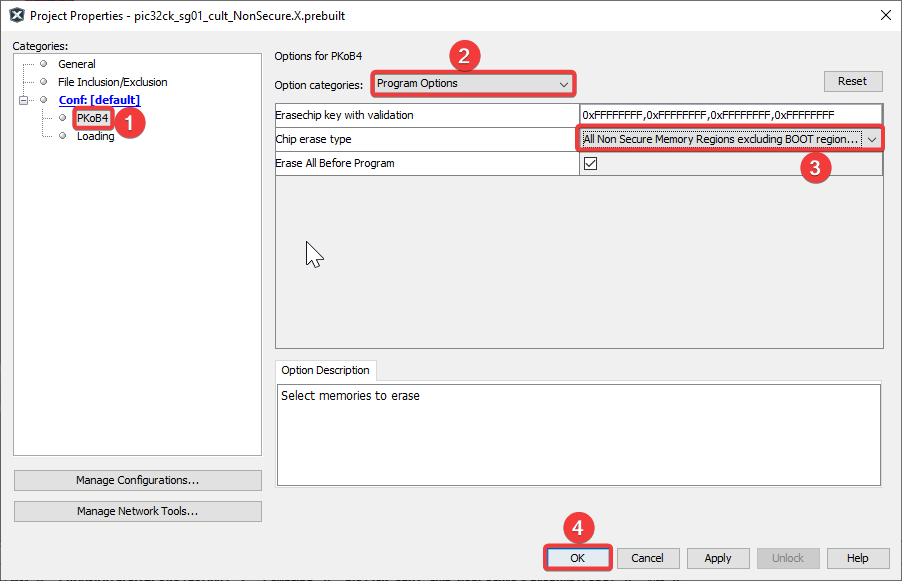 Project Properties - pic32ck_sg01_cult_NonSecure.X.prebuilt
Categories:
General
File Inclusion/Exclusion
Conf: [default]
PKoB4
1
Loading
Manage Configurations...
Manage Network Tools...
Options for PKoB4
2
Option categories:
Program Options
Reset
Erasechip key with validation
0xFFFFFFFF,0xFFFFFFFF,0xFFFFFFFF,0xFFFFFFFF
Chip erase type
All Non Secure Memory Regions excluding BOOT region...
Erase All Before Program
3
Option Description
Select memories to erase
4
OK
Cancel
Apply
Unlock
Help